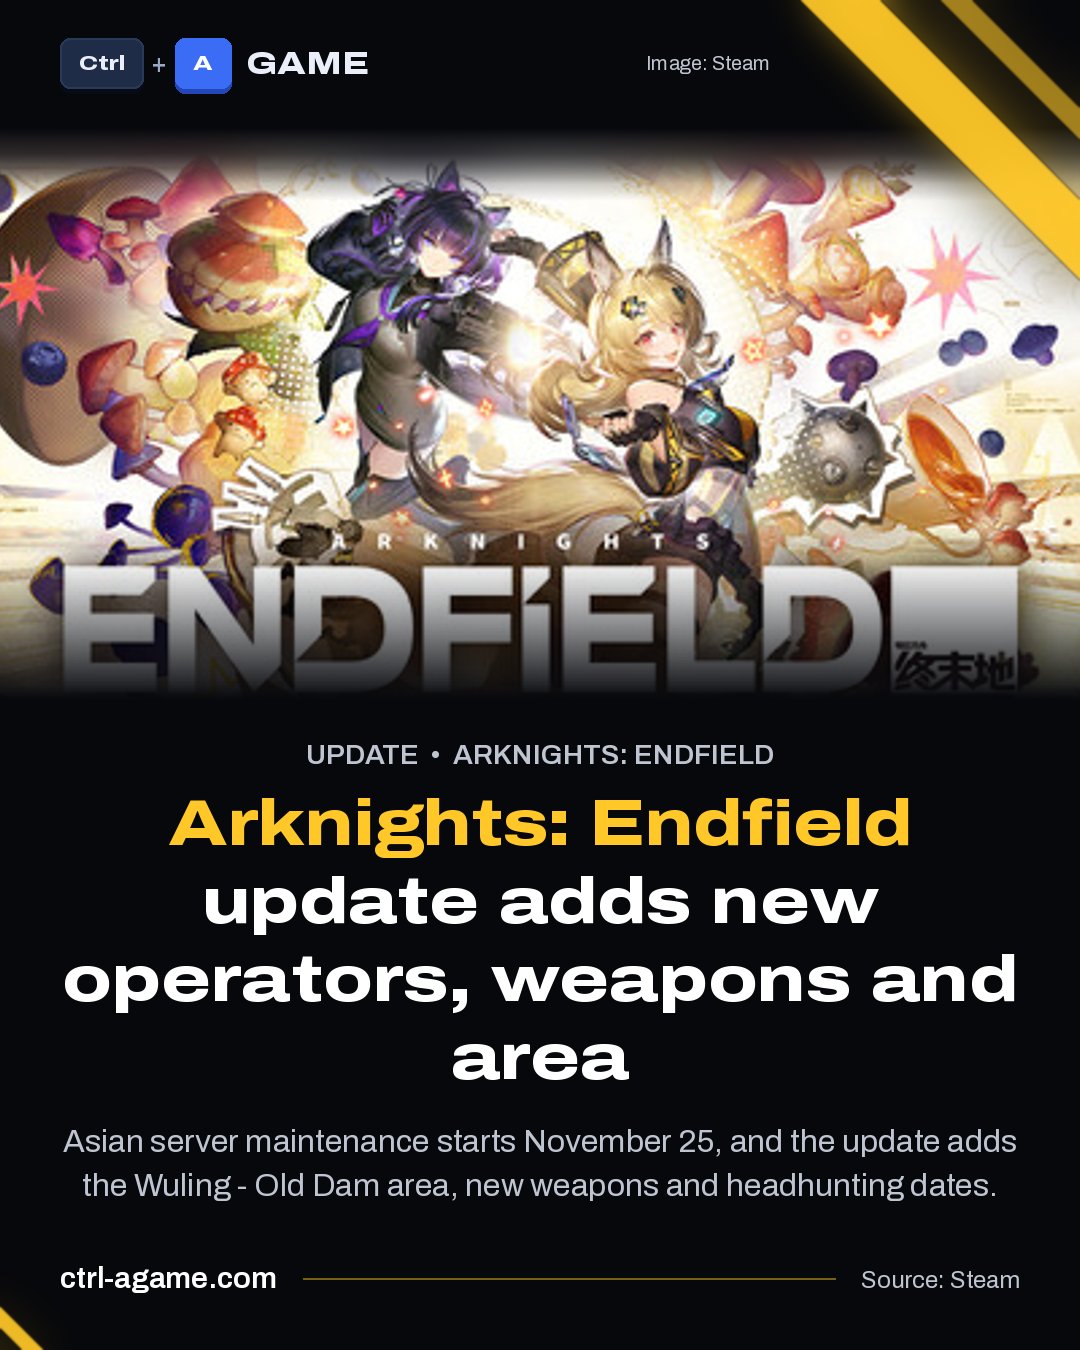 Ctrl + A GAME
Image: Steam
ARKNIGHTS
ENDFIELD
终末地
UPDATE • ARKNIGHTS: ENDFIELD
Arknights: Endfield
update adds new
operators, weapons and
area
Asian server maintenance starts November 25, and the update adds
the Wuling - Old Dam area, new weapons and headhunting dates.
ctrl-agame.com
Source: Steam